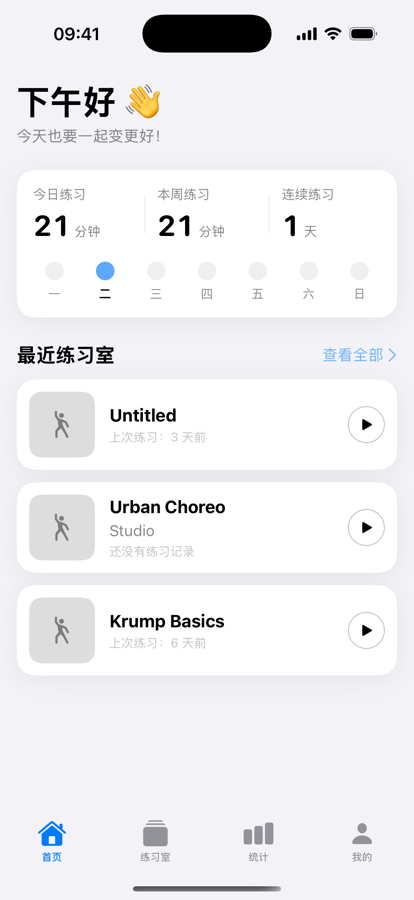 09:41
下午好 👋
今天也要一起变更好！
今日练习 本周练习 连续练习
21 分钟 21 分钟 1 天
一 二 三 四 五 六 日
最近练习室 查看全部
Untitled
上次练习：3 天前
Urban Choreo
Studio
还没有练习记录
Krump Basics
上次练习：6 天前
首页 练习室 统计 我的